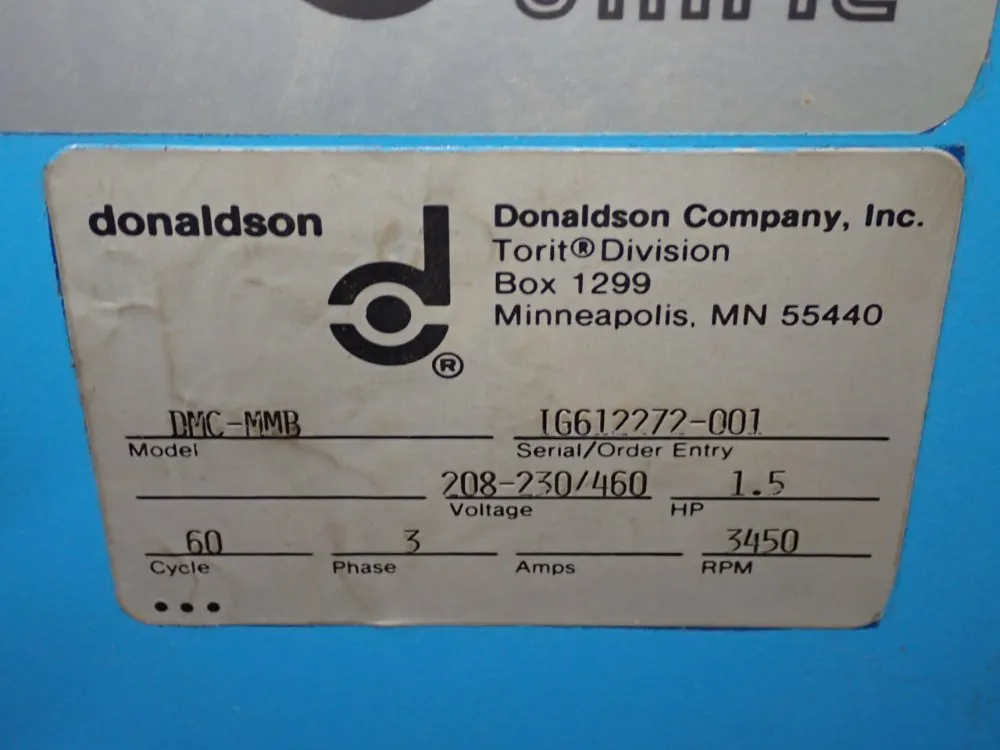 donaldson
Donaldson Company, Inc.
Torit® Division
Box 1299
Minneapolis, MN 55440
®
DMC-MMB
Model
IG612272-001
Serial/Order Entry
208-230/460
Voltage
1.5
HP
60
Cycle
3
Phase
Amps
3450
RPM